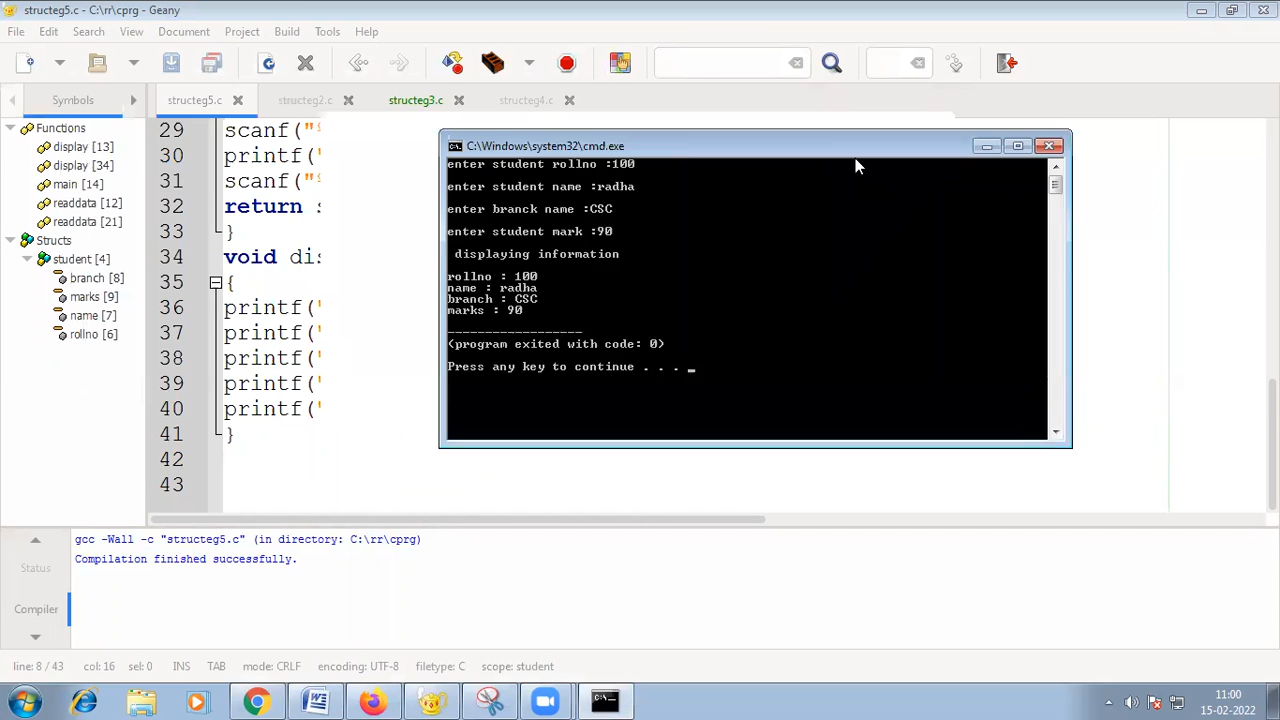 structeg5.c - C:\rr\cprg - Geany
File Edit Search View Document Project Build Tools Help
Symbols structeg5.c structeg2.c structeg3.c structeg4.c
Functions
display [13]
display [34]
main [14]
readdata [12]
readdata [21]
Structs
student [4]
branch [8]
marks [9]
name [7]
rollno [6]
29 scanf("
30 printf(
31 scanf("
32 return
33 }
34 void dis
35 {
36 printf(
37 printf(
38 printf(
39 printf(
40 printf(
41 }
42
43
C:\Windows\system32\cmd.exe
enter student rollno :100
enter student name :radha
enter branck name :CSC
enter student mark :90
displaying information
rollno : 100
name : radha
branch : CSC
marks : 90
------------------
(program exited with code: 0)
Press any key to continue . . . _
Status
Compiler
gcc -Wall -c "structeg5.c" (in directory: C:\rr\cprg)
Compilation finished successfully.
line: 8 / 43 col: 16 sel: 0 INS TAB mode: CRLF encoding: UTF-8 filetype: C scope: student
11:00
15-02-2022